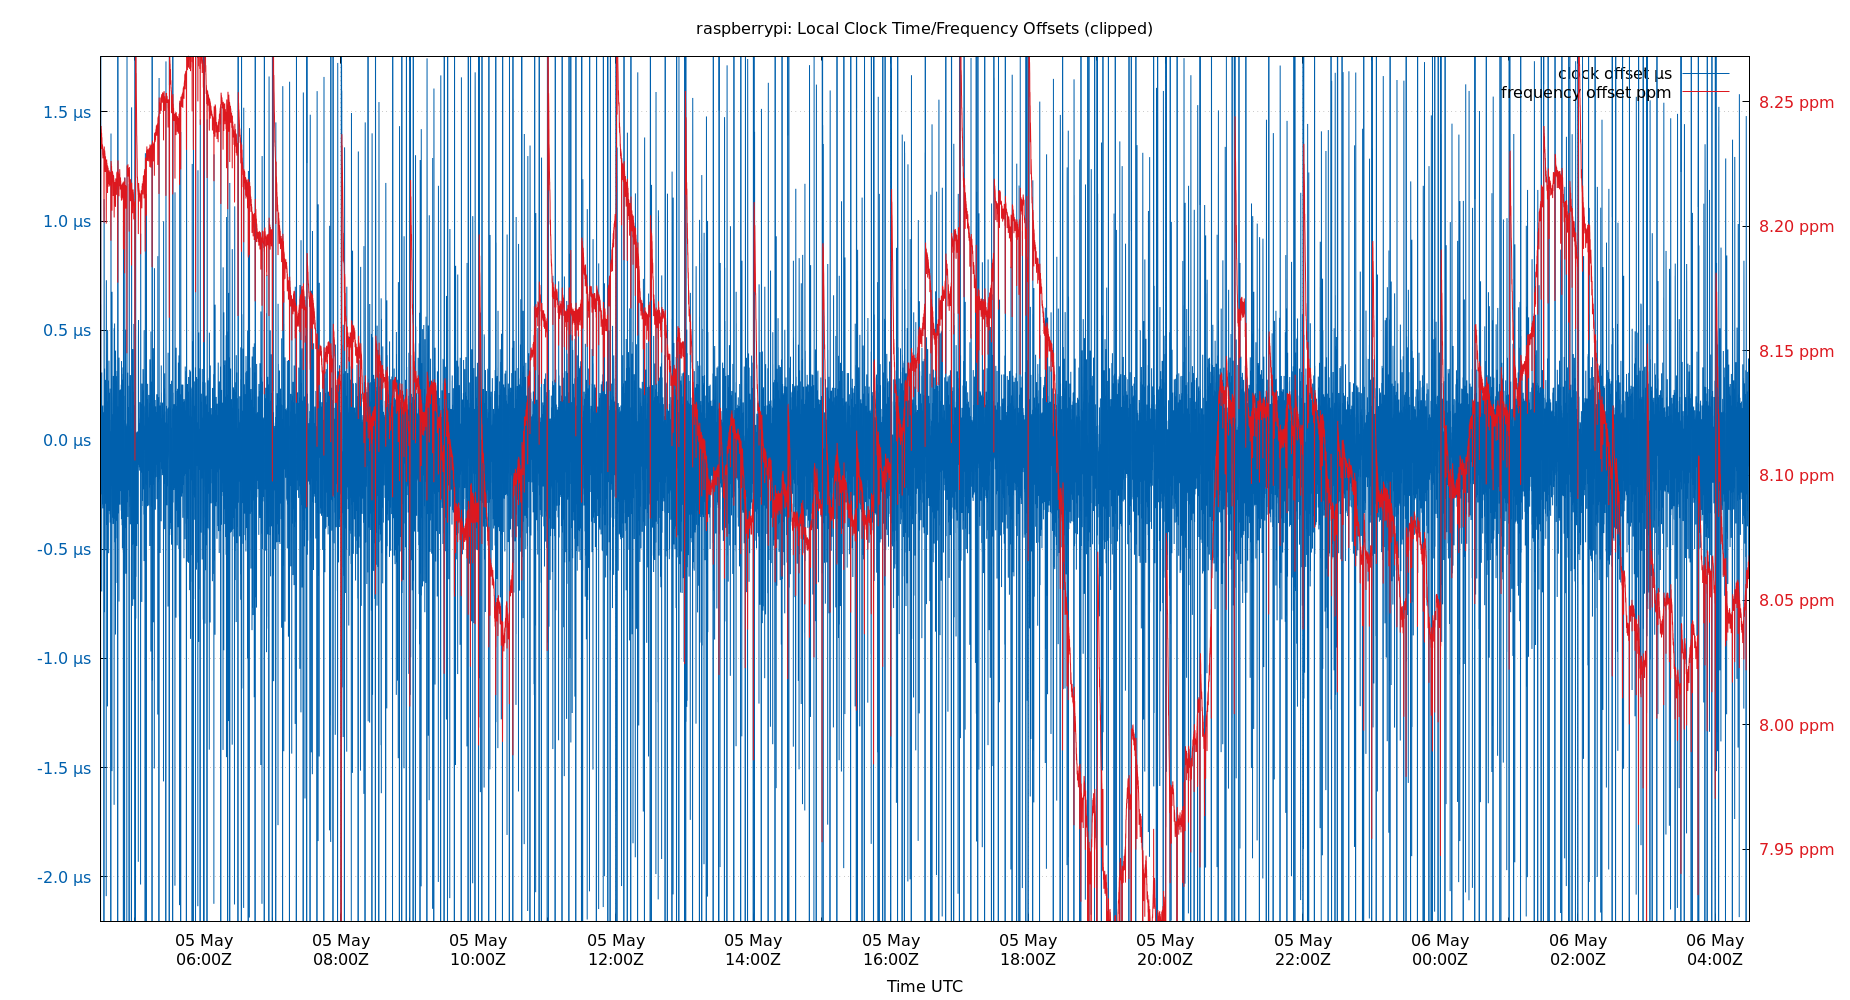 raspberrypi: Local Clock Time/Frequency Offsets (clipped)
clock offset µs
frequency offset ppm
1.5 µs
1.0 µs
0.5 µs
0.0 µs
-0.5 µs
-1.0 µs
-1.5 µs
-2.0 µs
8.25 ppm
8.20 ppm
8.15 ppm
8.10 ppm
8.05 ppm
8.00 ppm
7.95 ppm
05 May 05 May 05 May 05 May 05 May 05 May 05 May 05 May 05 May 06 May 06 May 06 May
06:00Z 08:00Z 10:00Z 12:00Z 14:00Z 16:00Z 18:00Z 20:00Z 22:00Z 00:00Z 02:00Z 04:00Z
Time UTC